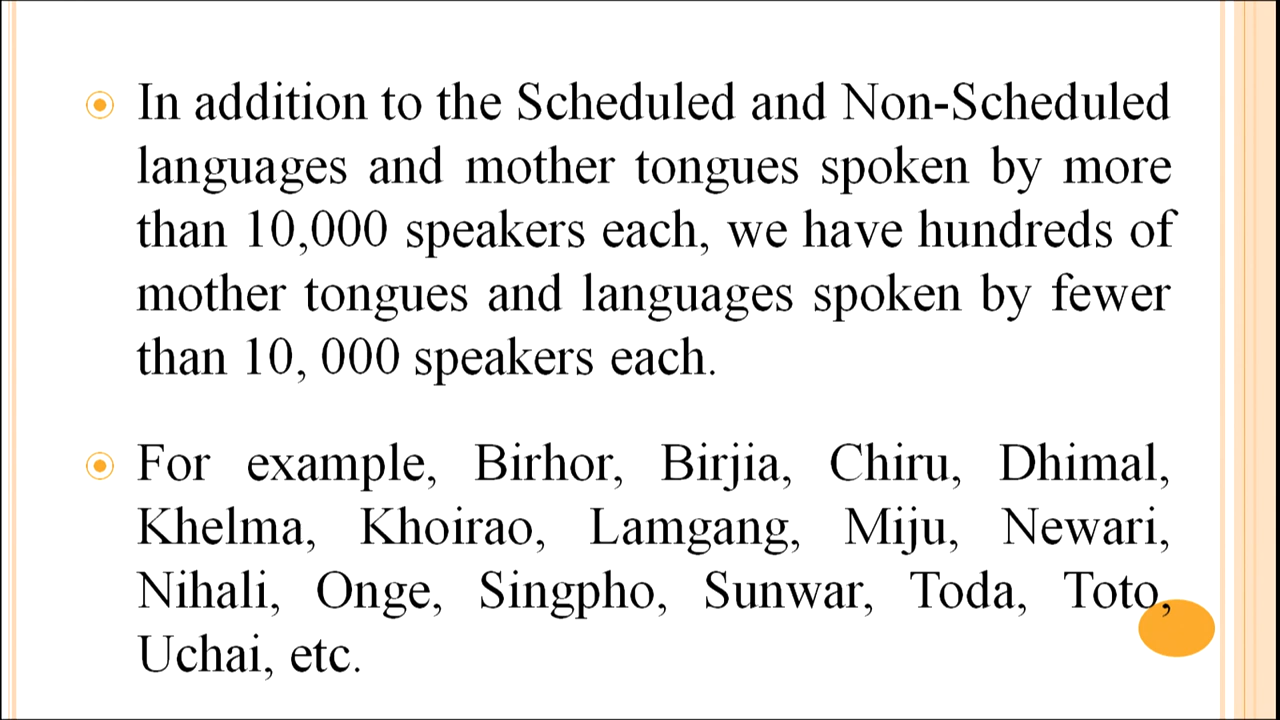 In addition to the Scheduled and Non-Scheduled
languages and mother tongues spoken by more
than 10,000 speakers each, we have hundreds of
mother tongues and languages spoken by fewer
than 10, 000 speakers each.
For example, Birhor, Birjia, Chiru, Dhimal,
Khelma, Khoirao, Lamgang, Miju, Newari,
Nihali, Onge, Singpho, Sunwar, Toda, Toto,
Uchai, etc.